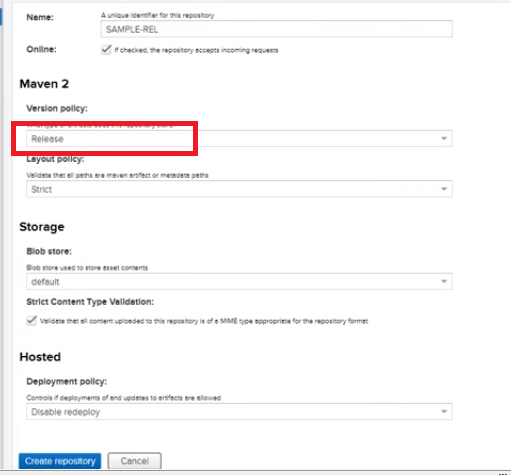 Name:
A unique identifier for this repository
SAMPLE-REL
Online:
If checked, the repository accepts incoming requests
Maven 2
Version policy:
Release
Layout policy:
Validate that all paths are maven artifact or metadata paths
Strict
Storage
Blob store:
Blob store used to store asset contents
default
Strict Content Type Validation:
Validate that all content uploaded to this repository is of a MIME type appropriate for the repository format
Hosted
Deployment policy:
Controls if deployments of and updates to artifacts are allowed
Disable redeploy
Create repository
Cancel